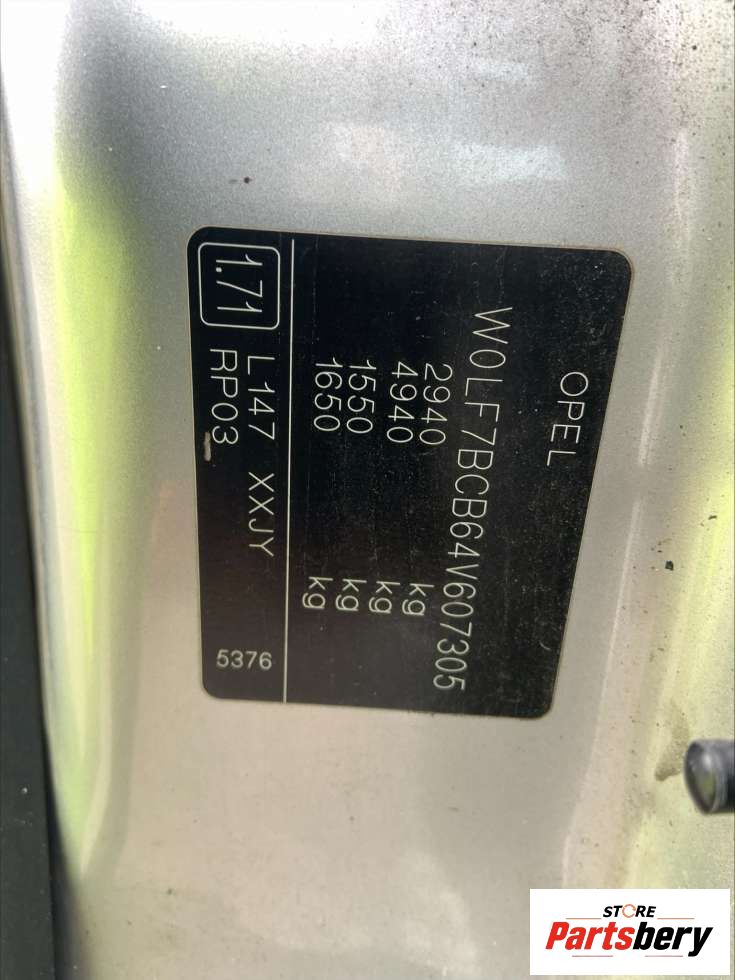 OPEL
W0LF7BCB64V607305
2940 kg
4940 kg
1550 kg
1650 kg
1.71
L147 XXJY
RP03
5376
STORE
Partsbery